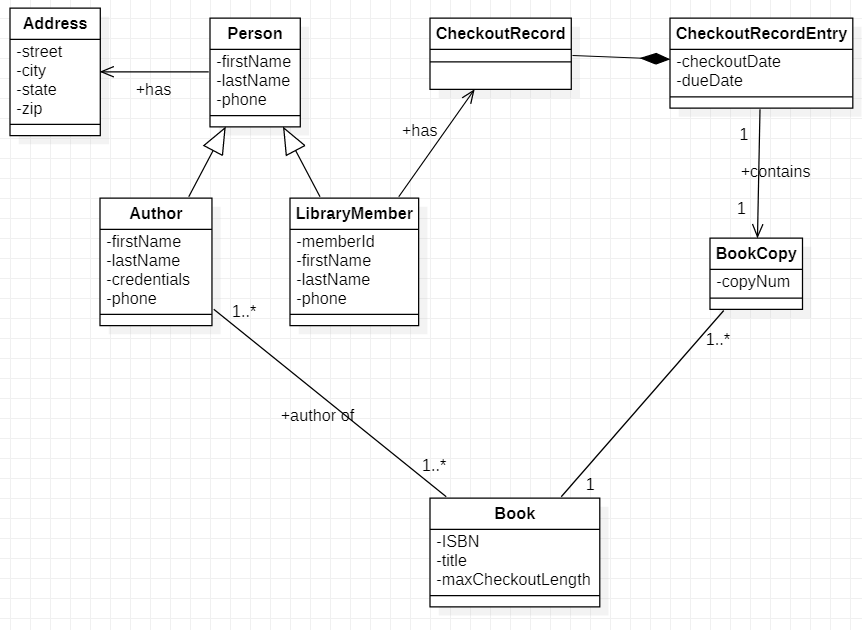 Address
-street
-city
-state
-zip
+has
Person
-firstName
-lastName
-phone
CheckoutRecord
CheckoutRecordEntry
-checkoutDate
-dueDate
+has
1
+contains
1
Author
-firstName
-lastName
-credentials
-phone
LibraryMember
-memberId
-firstName
-lastName
-phone
BookCopy
-copyNum
1..*
+author of
1..*
1..*
1
Book
-ISBN
-title
-maxCheckoutLength